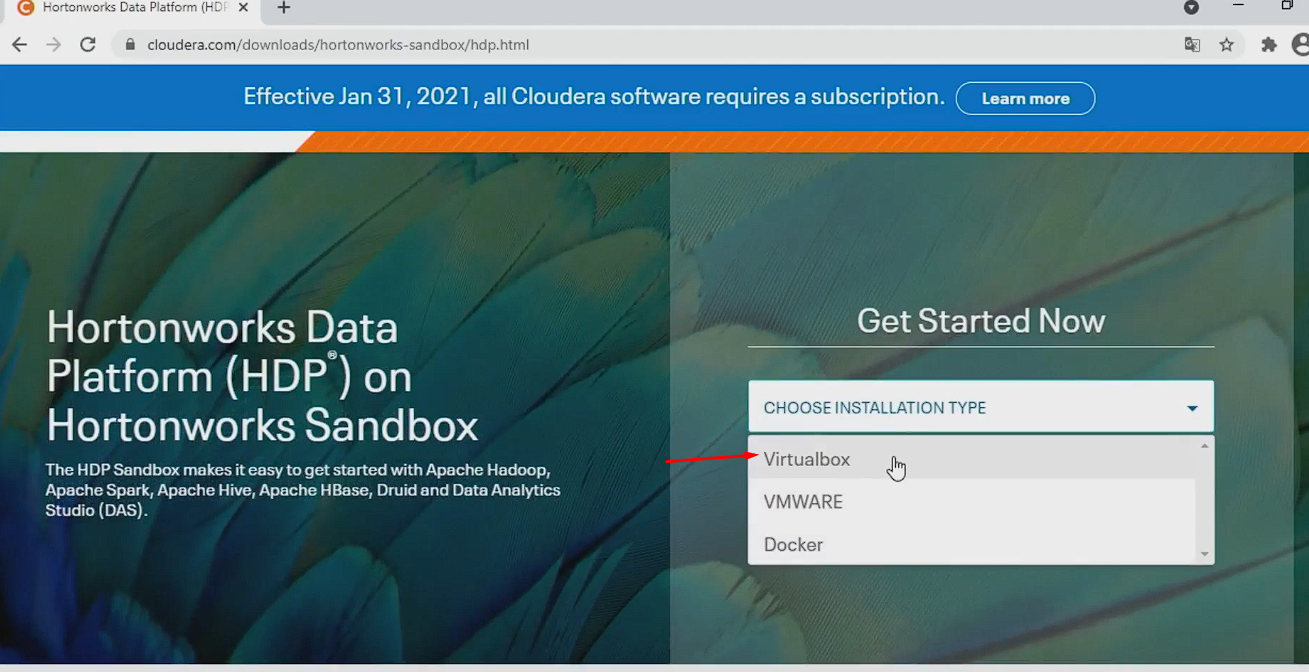 Hortonworks Data Platform (HDP
cloudera.com/downloads/hortonworks-sandbox/hdp.html
Effective Jan 31, 2021, all Cloudera software requires a subscription.
Learn more
Hortonworks Data
Platform (HDP®) on
Hortonworks Sandbox
The HDP Sandbox makes it easy to get started with Apache Hadoop,
Apache Spark, Apache Hive, Apache HBase, Druid and Data Analytics
Studio (DAS).
Get Started Now
CHOOSE INSTALLATION TYPE
Virtualbox
VMWARE
Docker